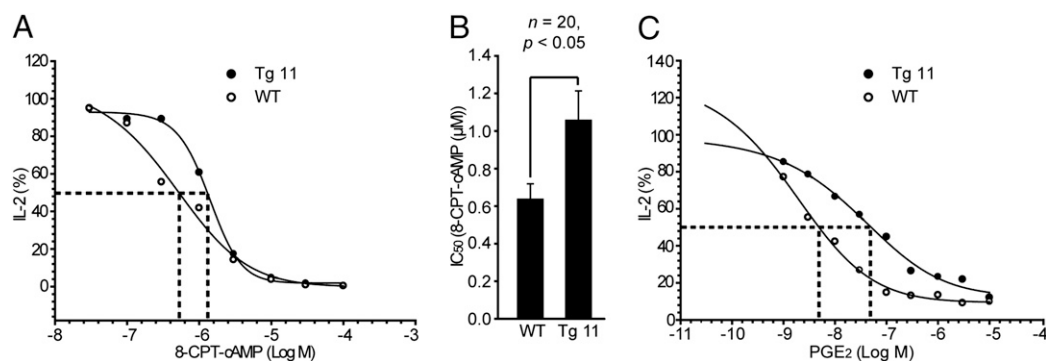 A
120
100
80
60
40
20
0
IL-2 (%)
Tg 11
WT
-8
-7
-6
-5
-4
-3
8-CPT-cAMP (Log M)
B
n = 20,
p < 0.05
1.4
1.2
1.0
0.8
0.6
0.4
0.2
0.0
IC50 (8-CPT-cAMP (μM))
WT
Tg 11
C
140
120
100
80
60
40
20
0
IL-2 (%)
Tg 11
WT
-11
-10
-9
-8
-7
-6
-5
-4
PGE2 (Log M)